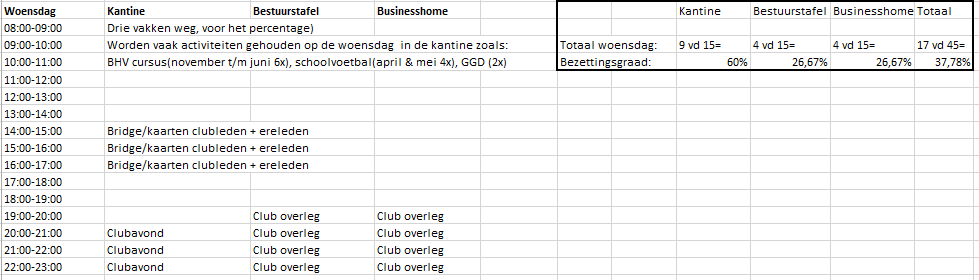 Woensdag Kantine Bestuurstafel Businesshome Kantine Bestuurstafel Businesshome Totaal
08:00-09:00 Drie vakken weg, voor het percentage)
09:00-10:00 Worden vaak activiteiten gehouden op de woensdag in de kantine zoals: Totaal woensdag: 9 vd 15= 4 vd 15= 4 vd 15= 17 vd 45=
10:00-11:00 BHV cursus(november t/m juni 6x), schoolvoetbal(april & mei 4x), GGD (2x) Bezettingsgraad: 60% 26,67% 26,67% 37,78%
11:00-12:00
12:00-13:00
13:00-14:00
14:00-15:00 Bridge/kaarten clubleden + ereleden
15:00-16:00 Bridge/kaarten clubleden + ereleden
16:00-17:00 Bridge/kaarten clubleden + ereleden
17:00-18:00
18:00-19:00
19:00-20:00 Club overleg Club overleg
20:00-21:00 Clubavond Club overleg Club overleg
21:00-22:00 Clubavond Club overleg Club overleg
22:00-23:00 Clubavond Club overleg Club overleg